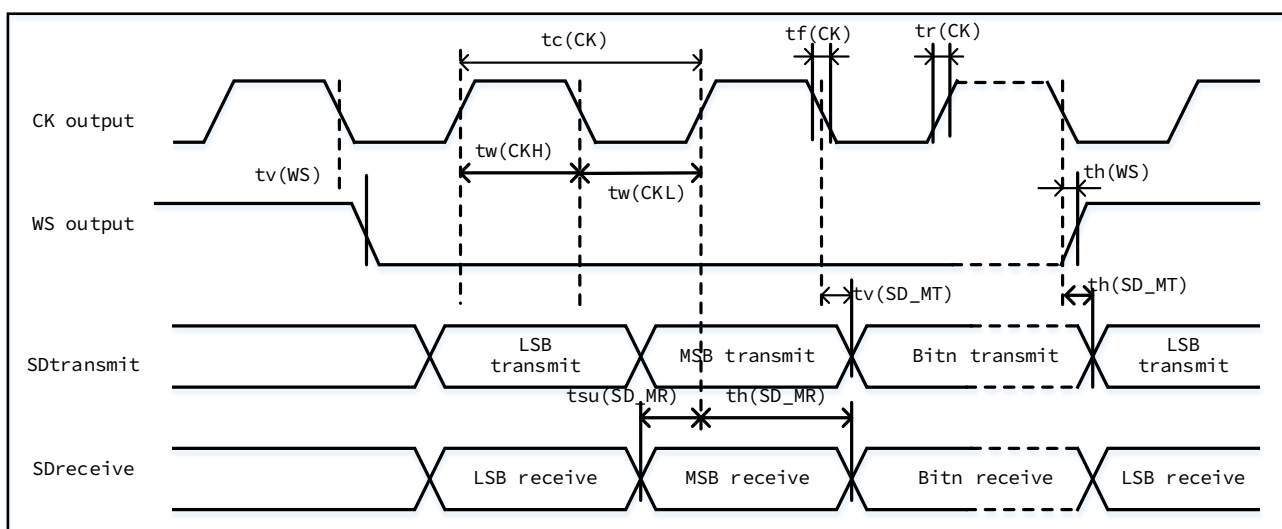 tc(CK)
tf(CK)
tr(CK)
CK output
tw(CKH)
tv(WS)
tw(CKL)
th(WS)
WS output
tv(SD_MT)
th(SD_MT)
SDtransmit
LSB
transmit
MSB transmit
Bitn transmit
LSB
transmit
tsu(SD_MR)
th(SD_MR)
SDreceive
LSB receive
MSB receive
Bitn receive
LSB receive